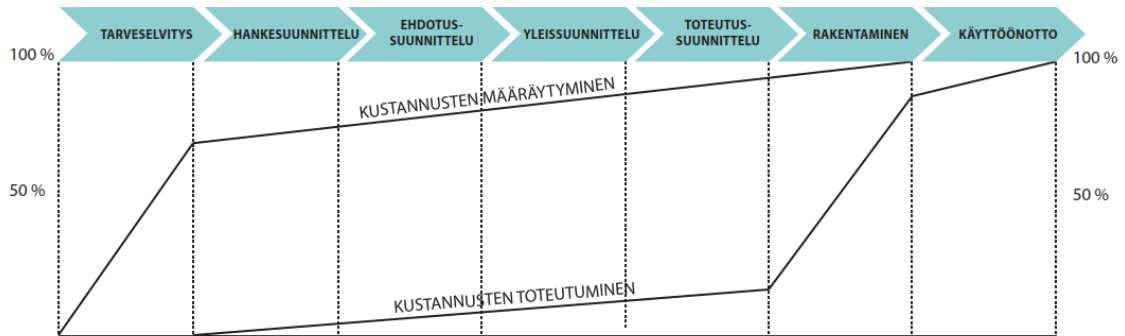 TARVESELVITYS
HANKESUUNNITTELU
EHDOTUS-
SUUNNITTELU
YLEISSUUNNITTELU
TOTEUTUS-
SUUNNITTELU
RAKENTAMINEN
KÄYTTÖÖNOTTO
100 %
100 %
KUSTANNUSTEN MÄÄRÄYTYMINEN
50 %
50 %
KUSTANNUSTEN TOTEUTUMINEN